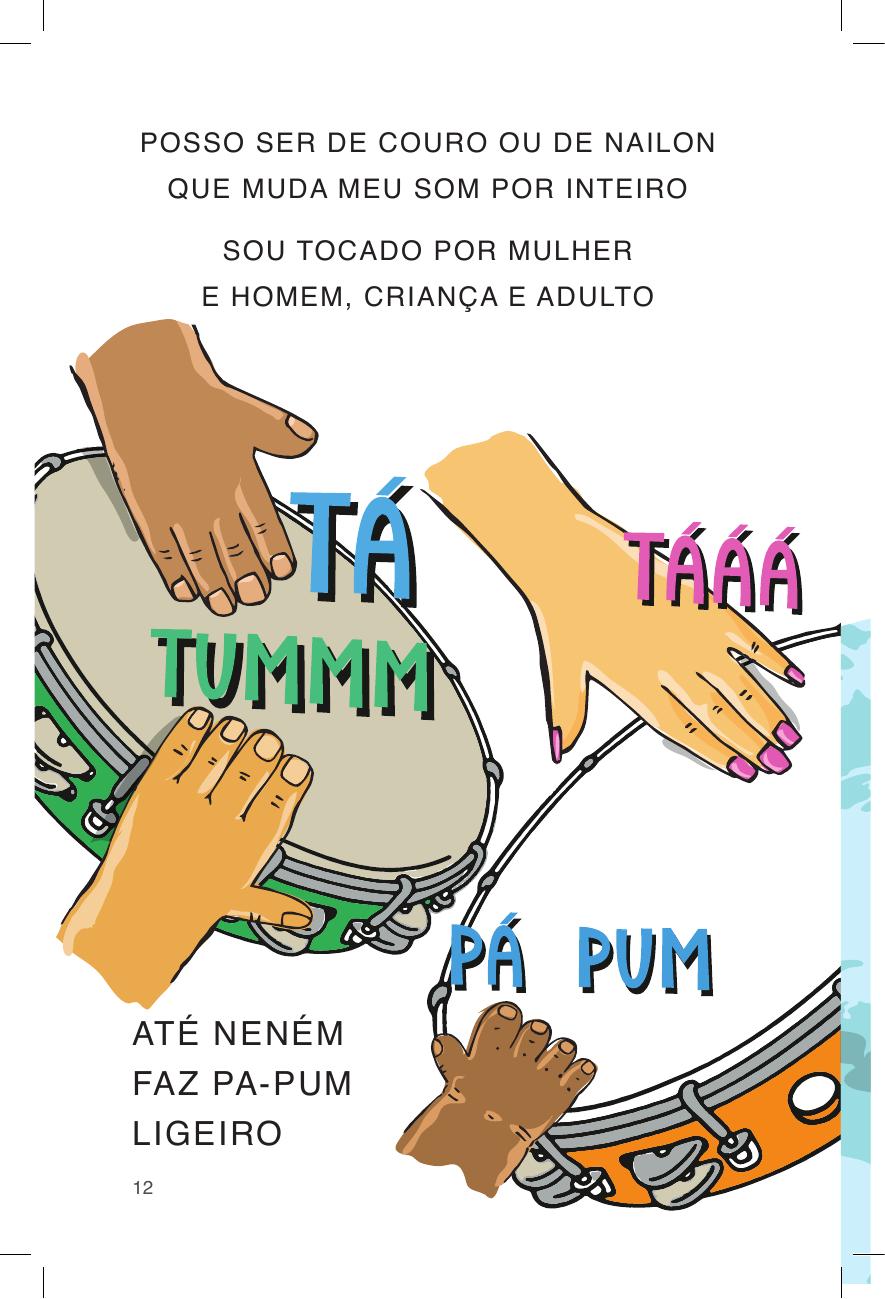 POSSO SER DE COURO OU DE NAILON
QUE MUDA MEU SOM POR INTEIRO
SOU TOCADO POR MULHER
E HOMEM, CRIANÇA E ADULTO
TÁ
TÁÁÁ
TUMMM
PÁ PUM
ATÉ NENÉM
FAZ PA-PUM
LIGEIRO
12